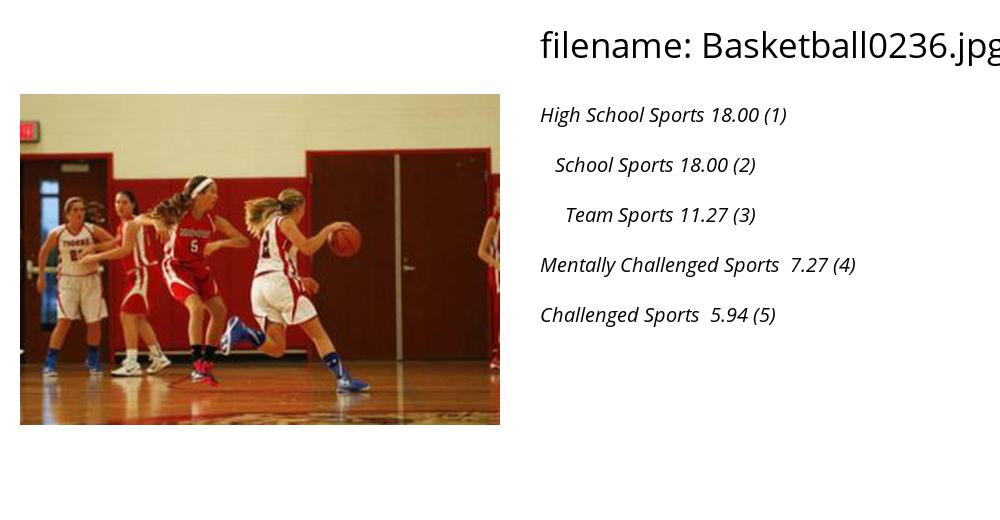 filename: Basketball0236.jpg
High School Sports 18.00 (1)
School Sports 18.00 (2)
Team Sports 11.27 (3)
Mentally Challenged Sports 7.27 (4)
Challenged Sports 5.94 (5)
5